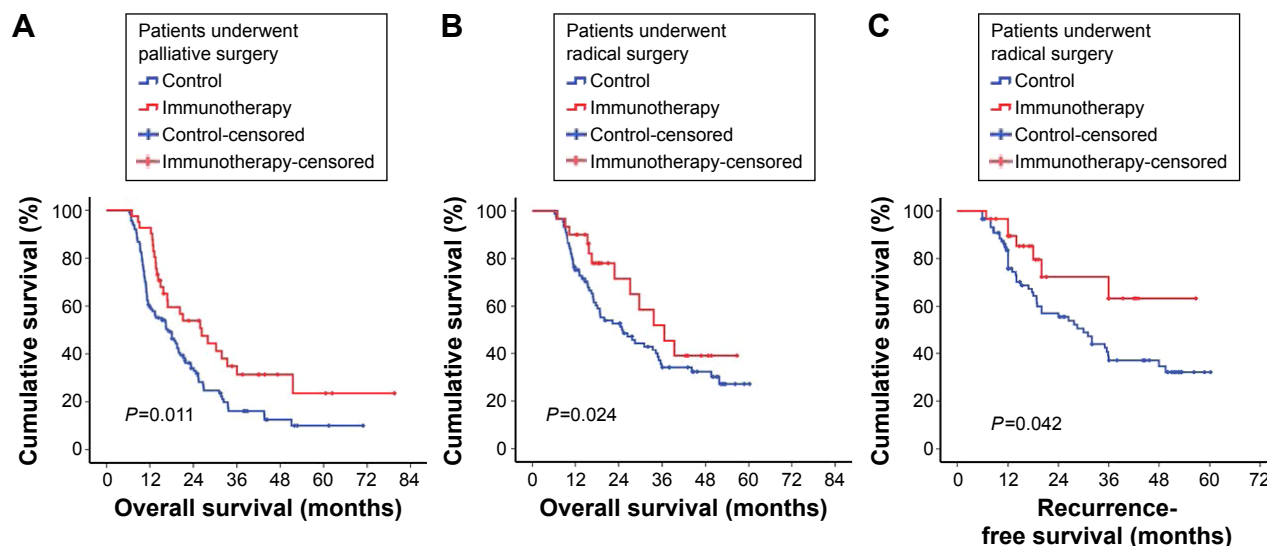 A
Patients underwent
palliative surgery
Control
Immunotherapy
Control-censored
Immunotherapy-censored
Cumulative survival (%)
100
80
60
40
20
0
P=0.011
0 12 24 36 48 60 72 84
Overall survival (months)
B
Patients underwent
radical surgery
Control
Immunotherapy
Control-censored
Immunotherapy-censored
Cumulative survival (%)
100
80
60
40
20
0
P=0.024
0 12 24 36 48 60 72 84
Overall survival (months)
C
Patients underwent
radical surgery
Control
Immunotherapy
Control-censored
Immunotherapy-censored
Cumulative survival (%)
100
80
60
40
20
0
P=0.042
0 12 24 36 48 60 72
Recurrence-
free survival (months)